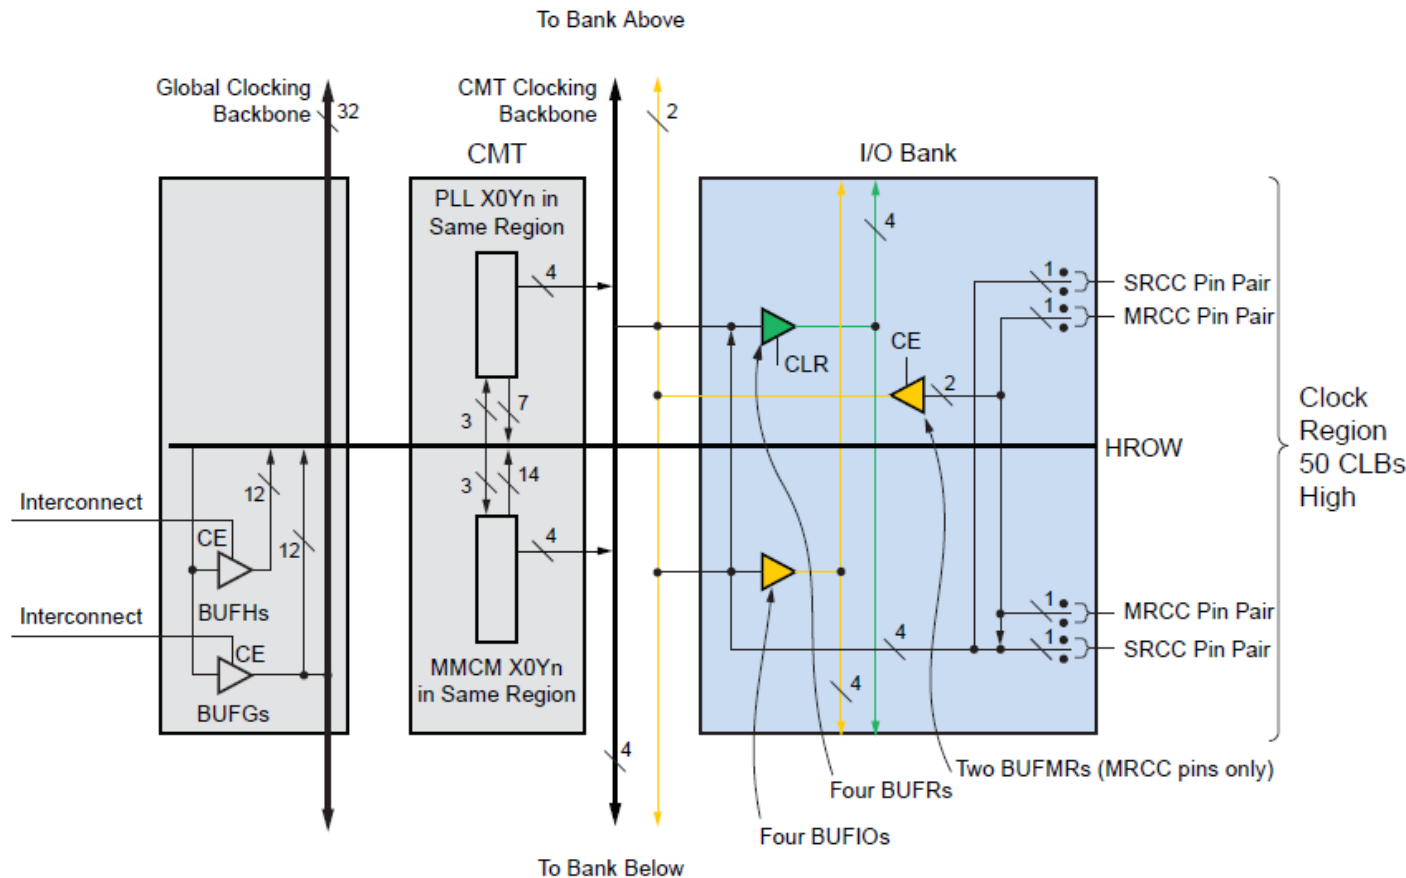 To Bank Above
Global Clocking
Backbone
32
CMT Clocking
Backbone
2
CMT
I/O Bank
PLL X0Yn in
Same Region
4
4
1
SRCC Pin Pair
1
MRCC Pin Pair
CE
CLR
2
3
7
Clock
Region
50 CLBs
High
HROW
3
14
12
Interconnect
CE
12
4
BUFHs
1
MRCC Pin Pair
Interconnect
CE
4
1
SRCC Pin Pair
MMCM X0Yn
in Same Region
4
BUFGs
4
Two BUFMRs (MRCC pins only)
Four BUFRs
Four BUFIOs
To Bank Below